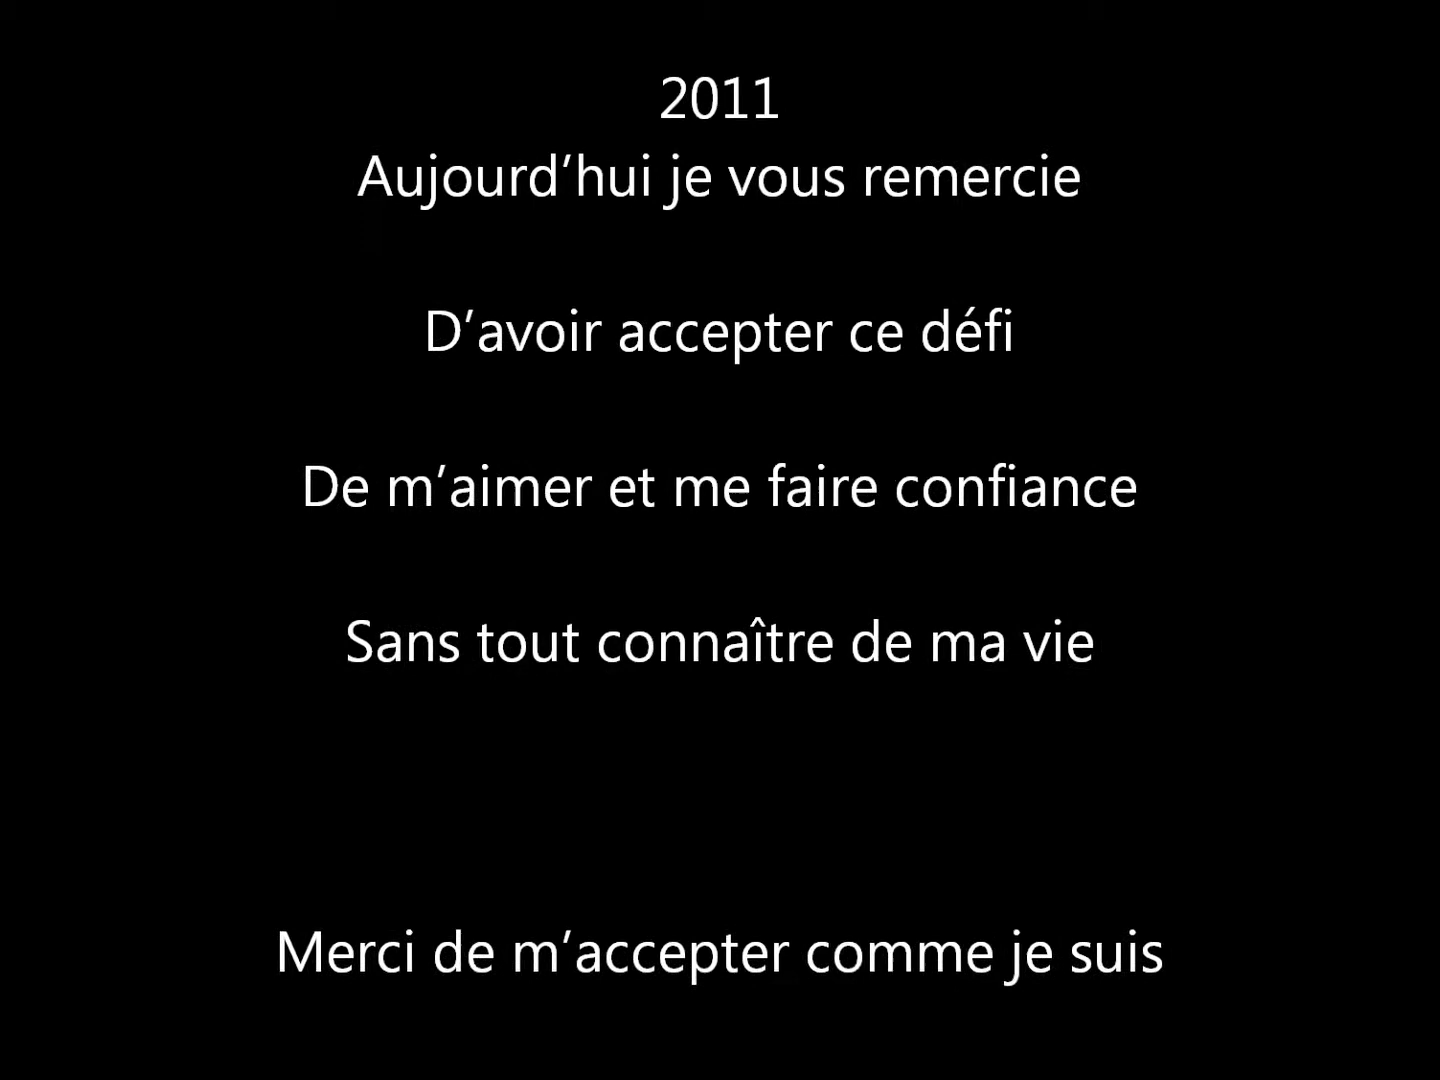 2011
Aujourd’hui je vous remercie
D’avoir accepter ce défi
De m’aimer et me faire confiance
Sans tout connaître de ma vie
Merci de m’accepter comme je suis